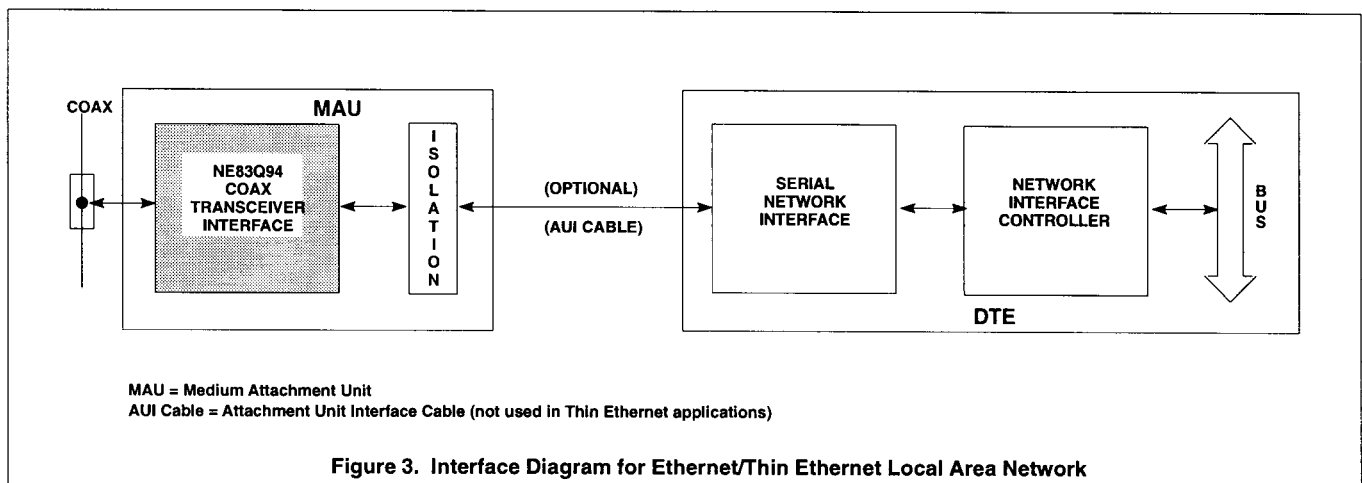 COAX
MAU
NE83Q94
COAX
TRANSCEIVER
INTERFACE
ISOLATION
(OPTIONAL)
(AUI CABLE)
SERIAL
NETWORK
INTERFACE
NETWORK
INTERFACE
CONTROLLER
BUS
DTE
MAU = Medium Attachment Unit
AUI Cable = Attachment Unit Interface Cable (not used in Thin Ethernet applications)
Figure 3. Interface Diagram for Ethernet/Thin Ethernet Local Area Network